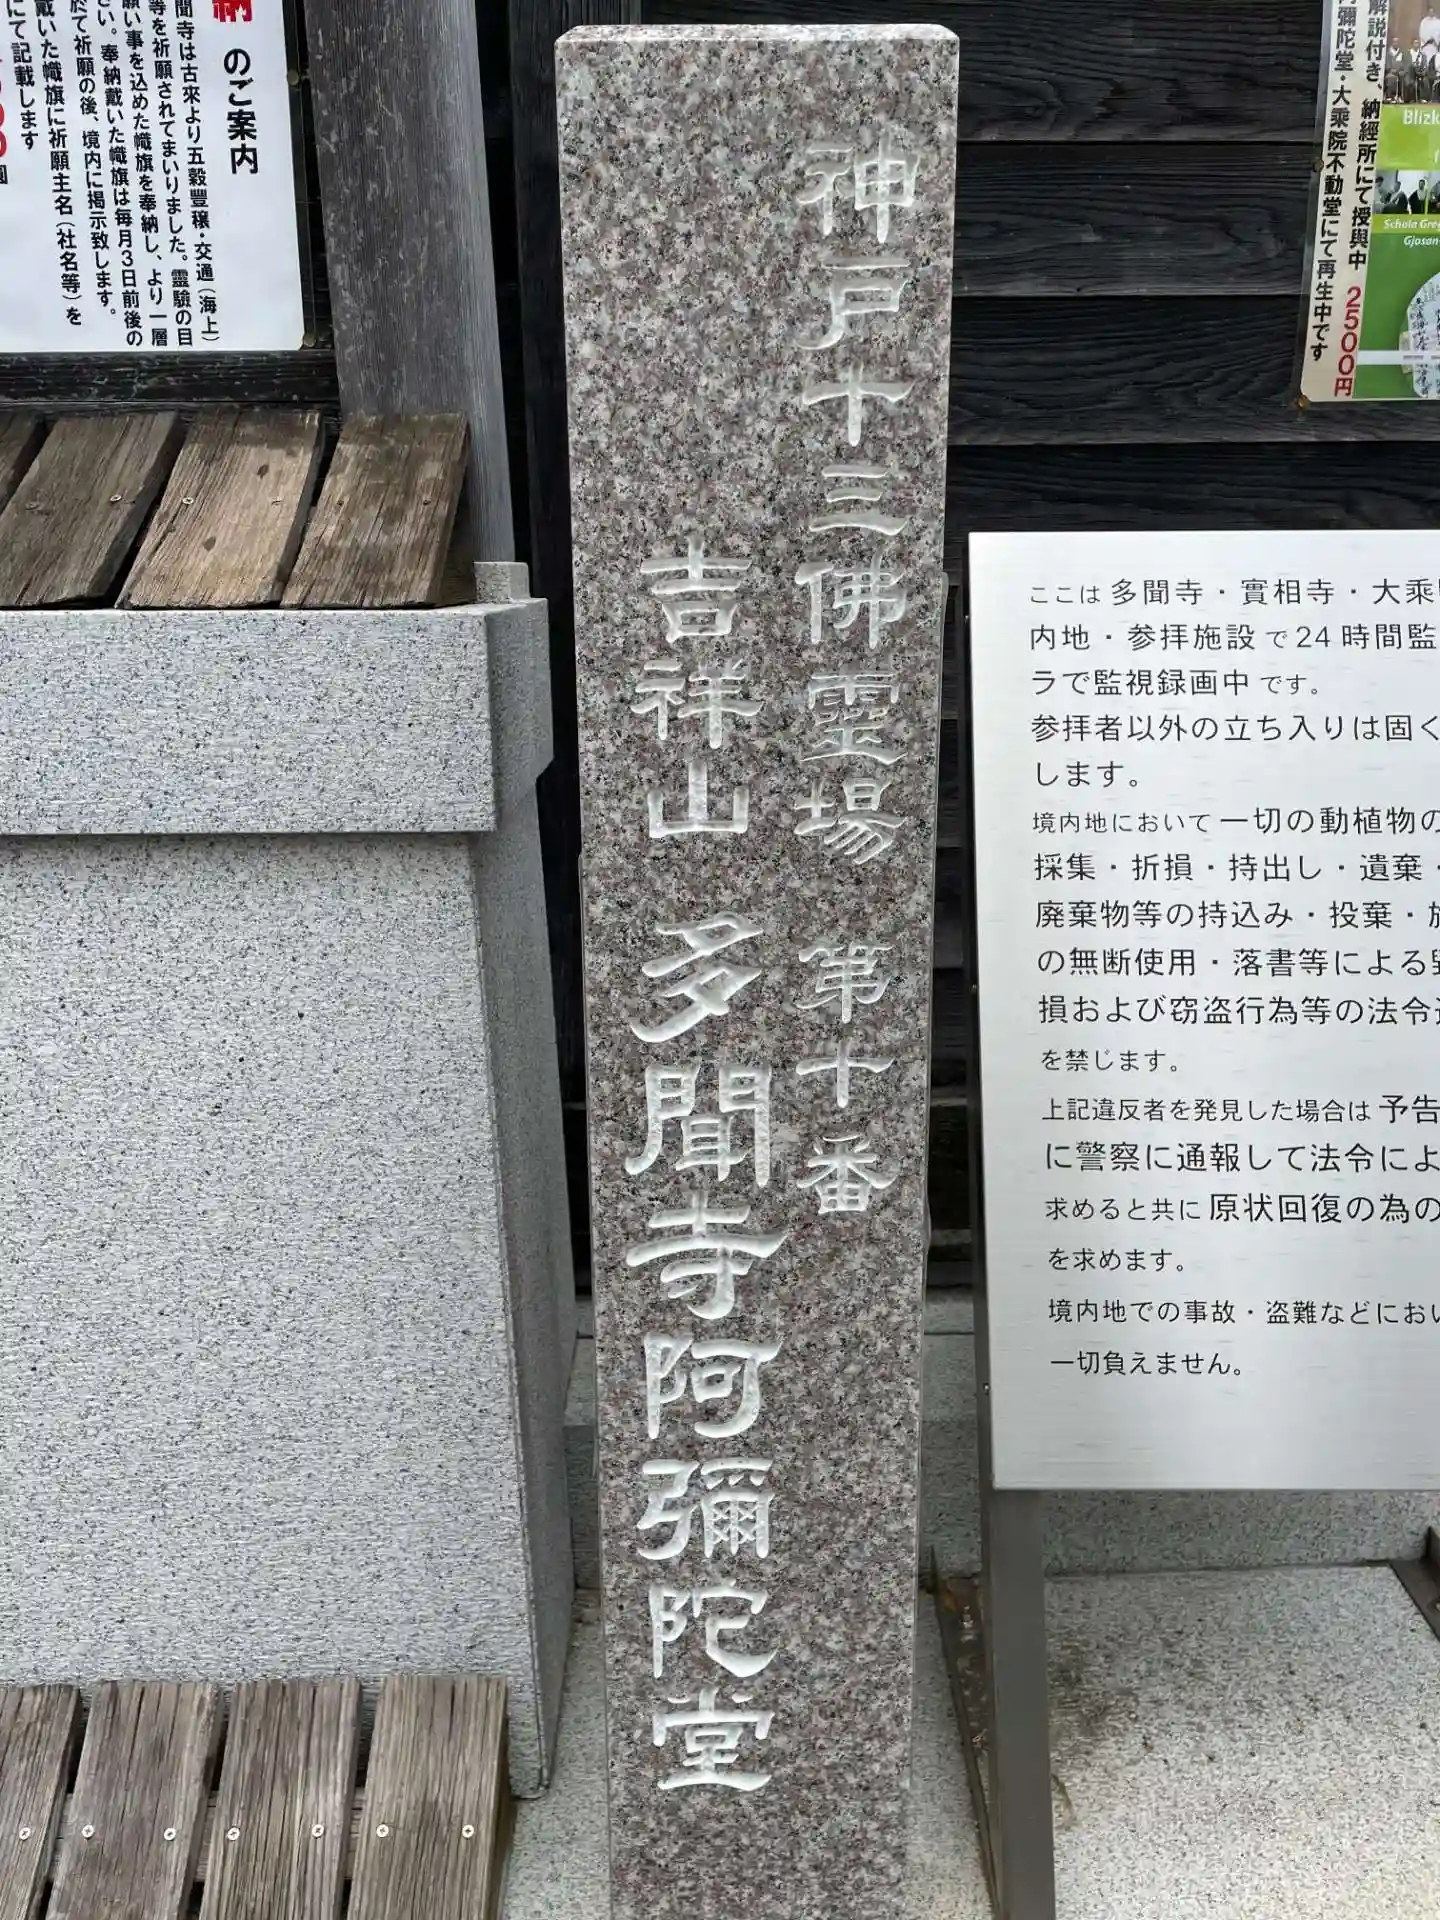 神戸十三佛靈場 第十番
吉祥山 多聞寺阿彌陀堂
納 のご案内
聞寺は古來より五穀豐穣・交通（海上）
等を祈願されてまいりました。靈驗の目
願い事を込めた幟旗を奉納し、より一層
さい。奉納戴いた幟旗は毎月3日前後の
於て祈願の後、境内に掲示致します。
戴いた幟旗に祈願主名（社名等）を
にて記載します
解説付き、納經所にて授與中 2500円
阿彌陀堂・大乘院不動堂にて再生中です
Blizk
Schola Greg
Gjosan
ここは 多聞寺・實相寺・大乘
内地・参拝施設 で 24 時間監
ラで監視録画中 です。
参拝者以外の立ち入りは固く
します。
境内地において 一切の動植物の
採集・折損・持出し・遺棄・
廃棄物等の持込み・投棄・
の無断使用・落書等による
損および窃盗行為等の法令
を禁じます。
上記違反者を発見した場合は 予告
に警察に通報して法令によ
求めると共に 原状回復の為の
を求めます。
境内地での事故・盗難などにおい
一切負えません。